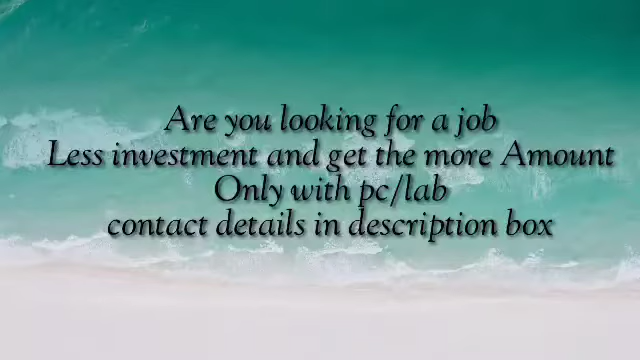 Are you looking for a job
Less investment and get the more Amount
Only with pc/lab
contact details in description box